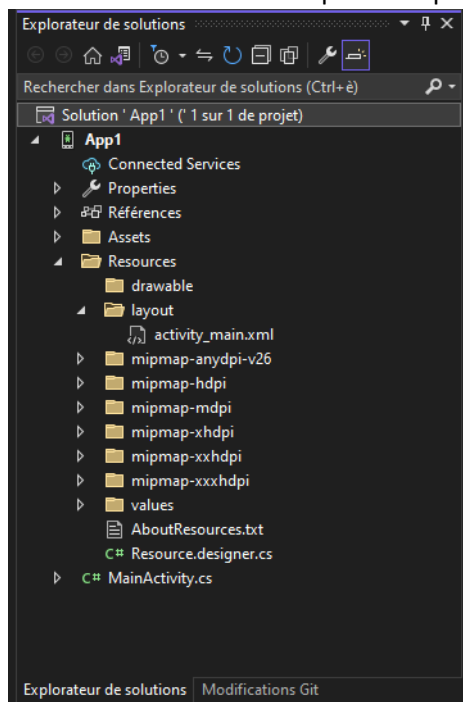 Explorateur de solutions
Rechercher dans Explorateur de solutions (Ctrl+è)
Solution ' App1 ' (' 1 sur 1 de projet)
App1
Connected Services
Properties
Références
Assets
Resources
drawable
layout
activity_main.xml
mipmap-anydpi-v26
mipmap-hdpi
mipmap-mdpi
mipmap-xhdpi
mipmap-xxhdpi
mipmap-xxxhdpi
values
AboutResources.txt
C# Resource.designer.cs
C# MainActivity.cs
Explorateur de solutions Modifications Git